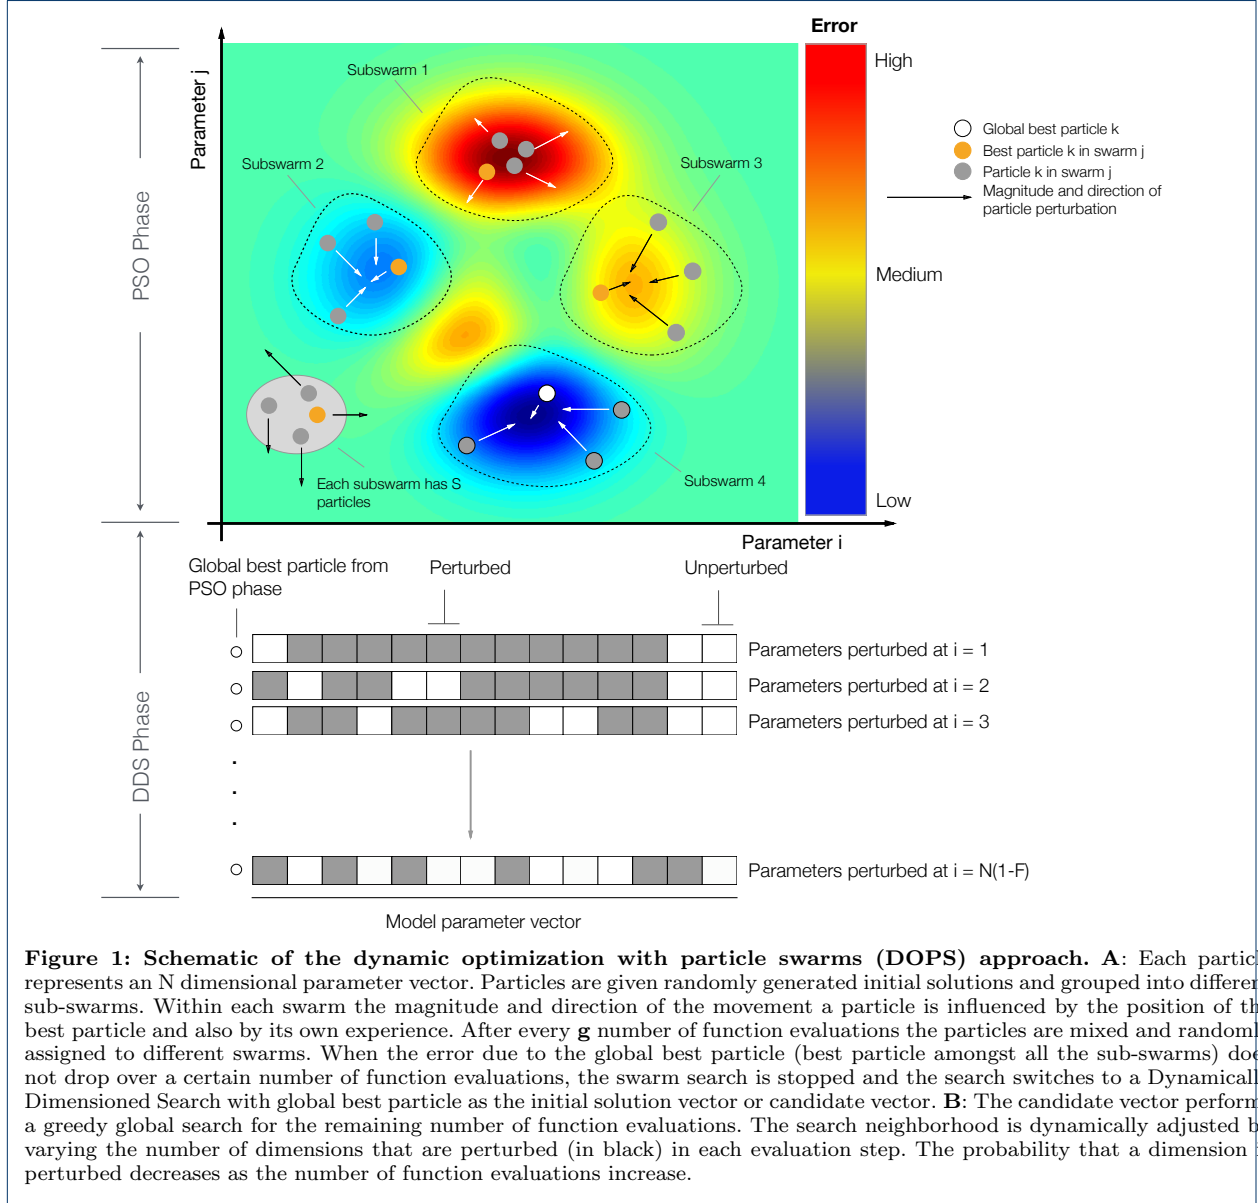 Error
High
Medium
Low
Parameter j
Parameter i
Subswarm 1
Subswarm 2
Subswarm 3
Subswarm 4
Each subswarm has S
particles
Global best particle k
Best particle k in swarm j
Particle k in swarm j
Magnitude and direction of
particle perturbation
PSO Phase
DDS Phase
Global best particle from
PSO phase
Perturbed
Unperturbed
Parameters perturbed at i = 1
Parameters perturbed at i = 2
Parameters perturbed at i = 3
.
.
.
Parameters perturbed at i = N(1-F)
Model parameter vector
Figure 1: Schematic of the dynamic optimization with particle swarms (DOPS) approach. A: Each particl
represents an N dimensional parameter vector. Particles are given randomly generated initial solutions and grouped into differen
sub-swarms. Within each swarm the magnitude and direction of the movement a particle is influenced by the position of th
best particle and also by its own experience. After every g number of function evaluations the particles are mixed and randoml
assigned to different swarms. When the error due to the global best particle (best particle amongst all the sub-swarms) doe
not drop over a certain number of function evaluations, the swarm search is stopped and the search switches to a Dynamicall
Dimensioned Search with global best particle as the initial solution vector or candidate vector. B: The candidate vector perform
a greedy global search for the remaining number of function evaluations. The search neighborhood is dynamically adjusted b
varying the number of dimensions that are perturbed (in black) in each evaluation step. The probability that a dimension i
perturbed decreases as the number of function evaluations increase.